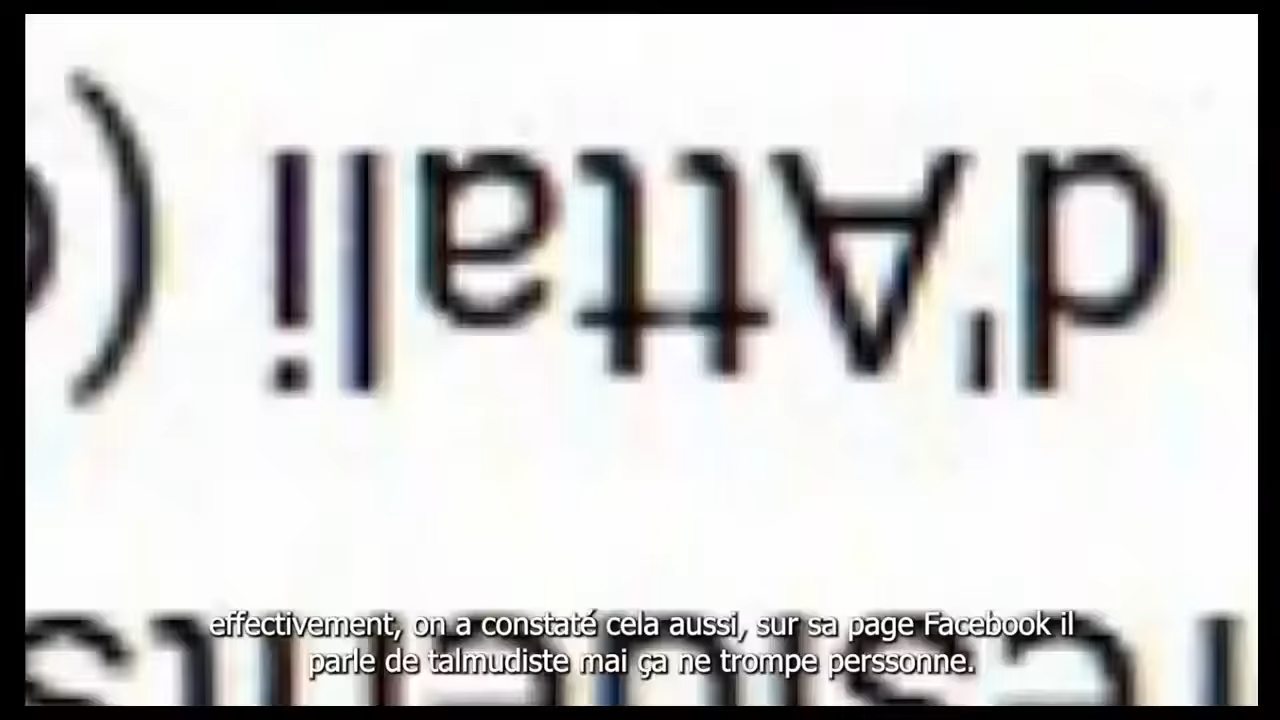 d'Attali (
effectivement, on a constaté cela aussi, sur sa page Facebook il
parle de talmudiste mai ça ne trompe perssonne.